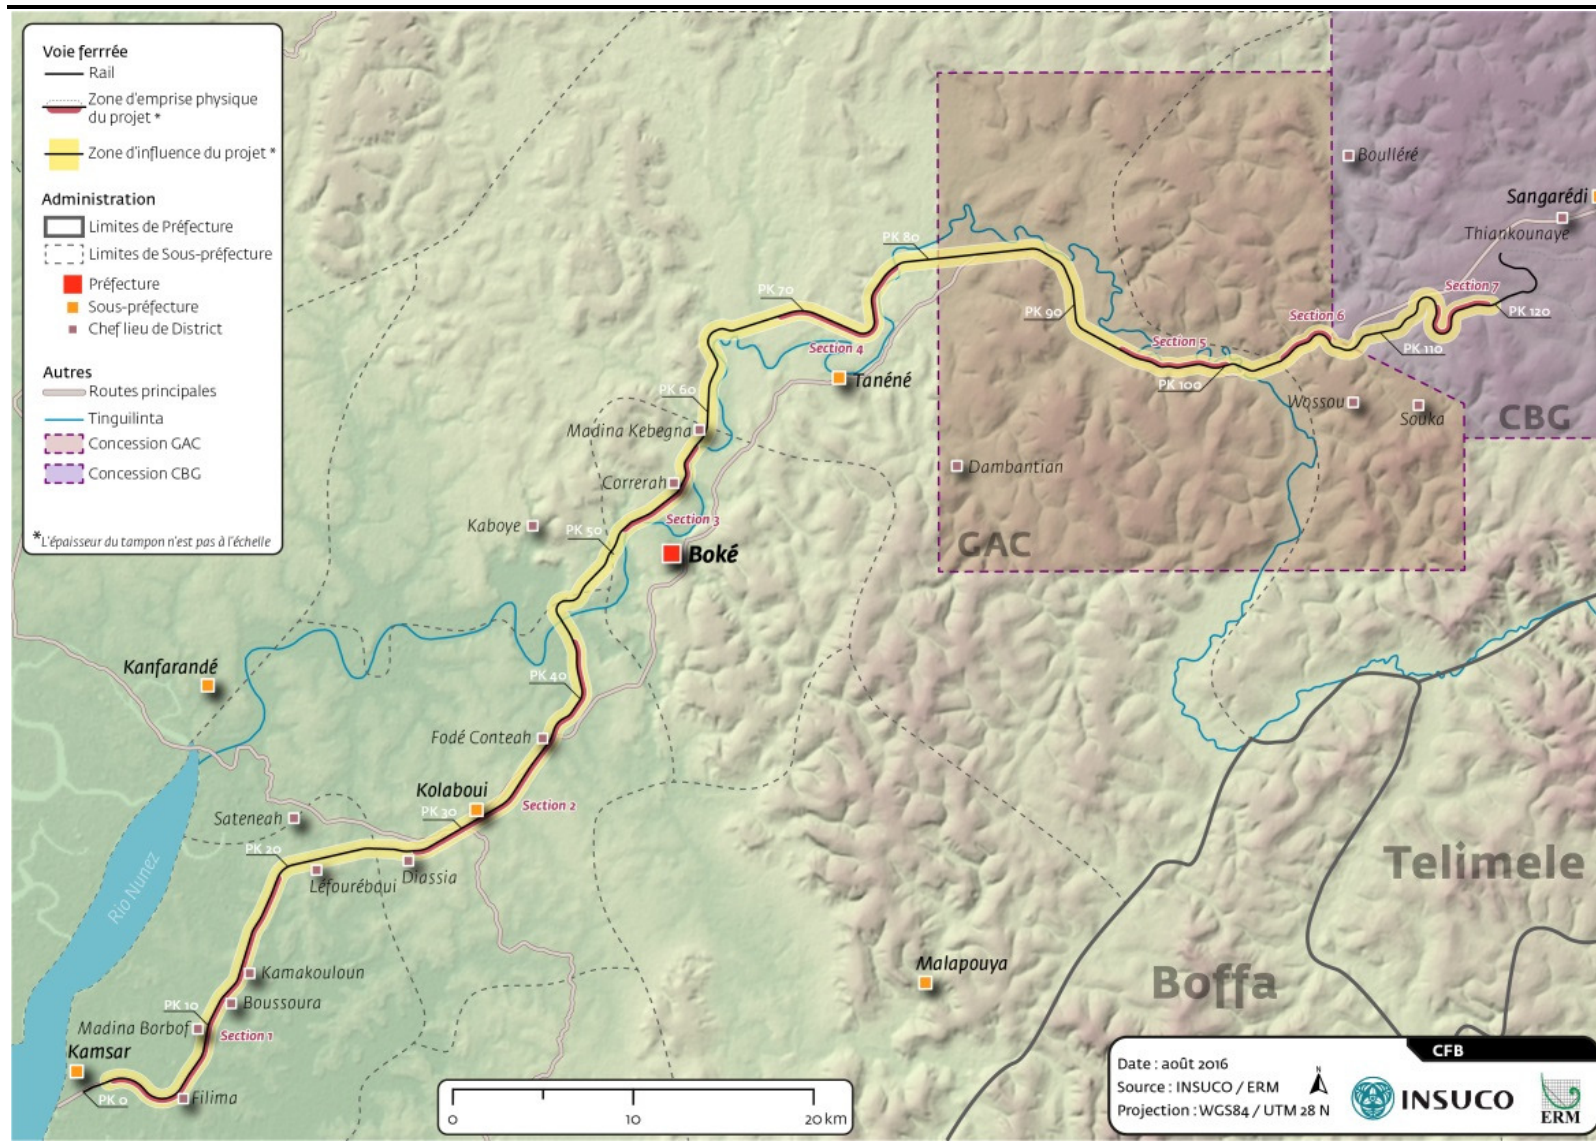 Voie ferrrée
Rail
Zone d'emprise physique
du projet *
Zone d'influence du projet *
Administration
Limites de Préfecture
Limites de Sous-préfecture
Préfecture
Sous-préfecture
Chef lieu de District
Autres
Routes principales
Tinguilinta
Concession GAC
Concession CBG
*L'épaisseur du tampon n'est pas à l'échelle
Boulléré
Sangarédi
Thiankounaye
PK 80
Section 7
PK 70
PK 120
PK 90
Section 6
Section 4
Section 5
PK 110
Tanéné
PK 100
PK 60
Wossou
Souka
CBG
Madina Kebegna
Dambantian
Correrah
Kaboye
Section 3
PK 50
GAC
Boké
Kanfarandé
PK 40
Fodé Conteah
Kolaboui
Section 2
PK 30
Sateneah
PK 20
Diassia
Léfouréboui
Rio Nunez
Telimele
Kamakouloun
Malapouya
Boffa
PK 10
Boussoura
Madina Borbof
Section 1
Kamsar
PK 0
Filima
0
10
20 km
CFB
Date : août 2016
Source : INSUCO / ERM
Projection : WGS84 / UTM 28 N
N
INSUCO
ERM